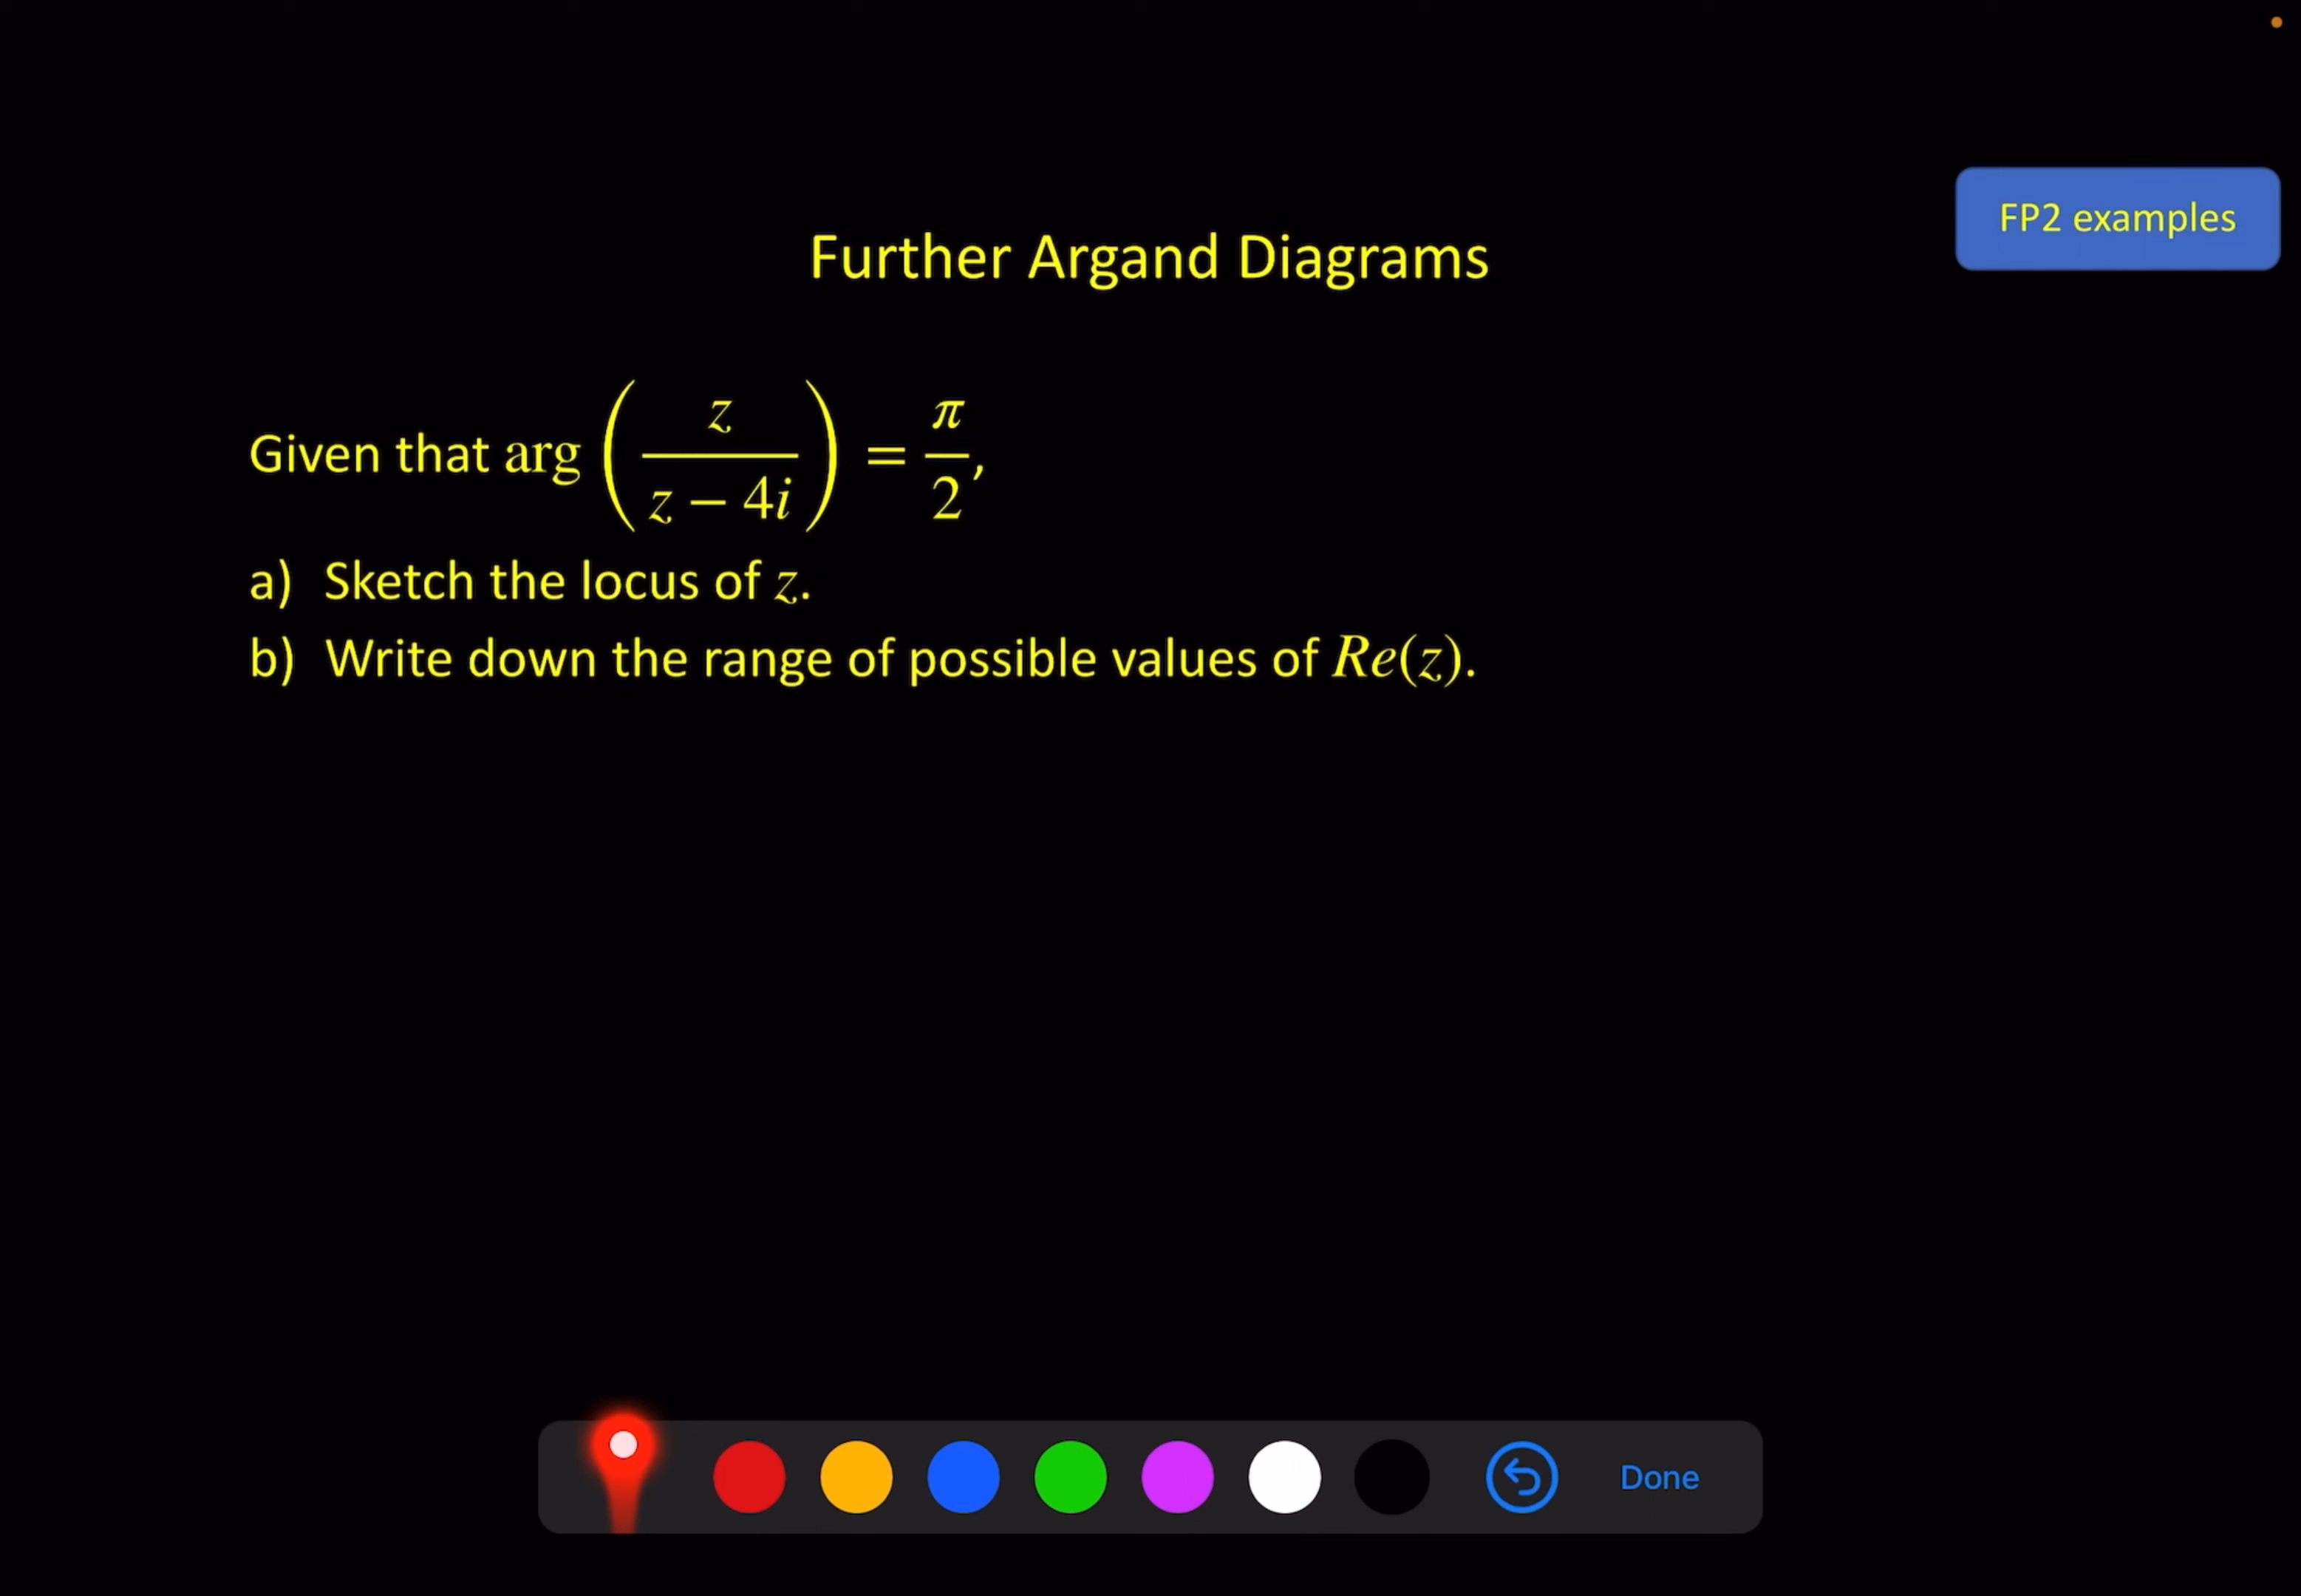 FP2 examples
Further Argand Diagrams
Given that arg(z/(z − 4i)) = π/2,
a) Sketch the locus of z.
b) Write down the range of possible values of Re(z).
Done